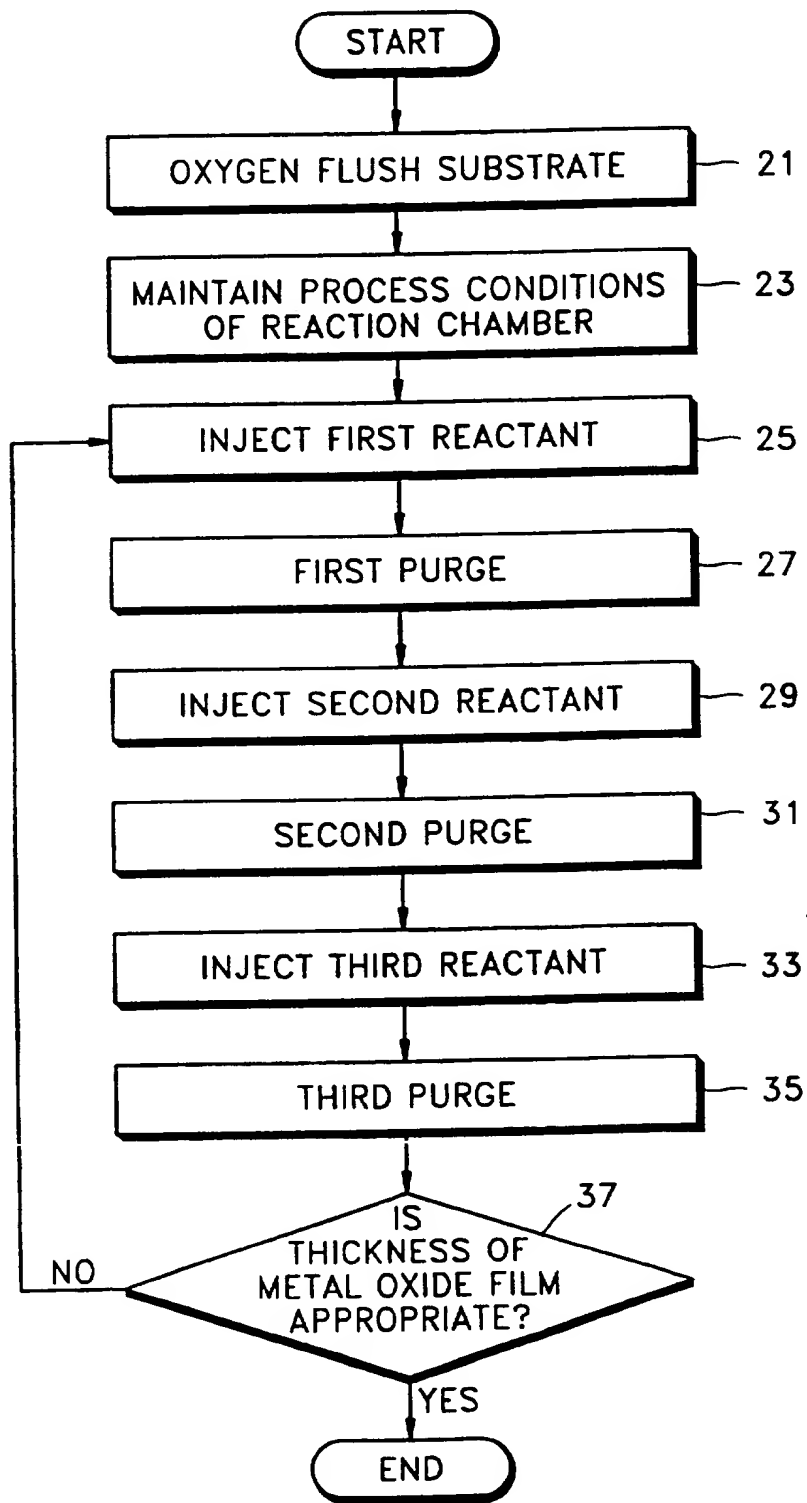 START
OXYGEN FLUSH SUBSTRATE
21
MAINTAIN PROCESS CONDITIONS
OF REACTION CHAMBER
23
INJECT FIRST REACTANT
25
FIRST PURGE
27
INJECT SECOND REACTANT
29
SECOND PURGE
31
INJECT THIRD REACTANT
33
THIRD PURGE
35
37
IS
THICKNESS OF
METAL OXIDE FILM
APPROPRIATE?
NO
YES
END